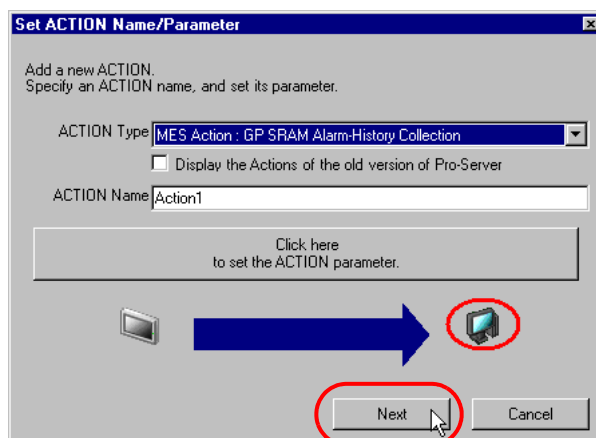 Set ACTION Name/Parameter
Add a new ACTION.
Specify an ACTION name, and set its parameter.
ACTION Type MES Action : GP SRAM Alarm-History Collection
Display the Actions of the old version of Pro-Server
ACTION Name Action1
Click here
to set the ACTION parameter.
Next Cancel